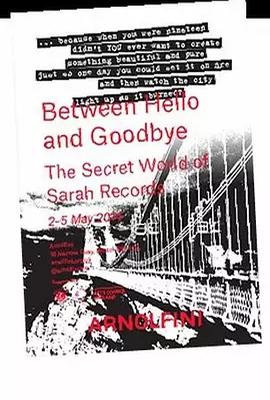 ... because when you were nineteen
didn't YOU ever want to create
something beautiful and pure
just so one day you could set it on fire
and then watch the city
light up as it burned?
Between Hello
and Goodbye
The Secret World of
Sarah Records
2-5 May
Arnolfini
ARNOLFINI